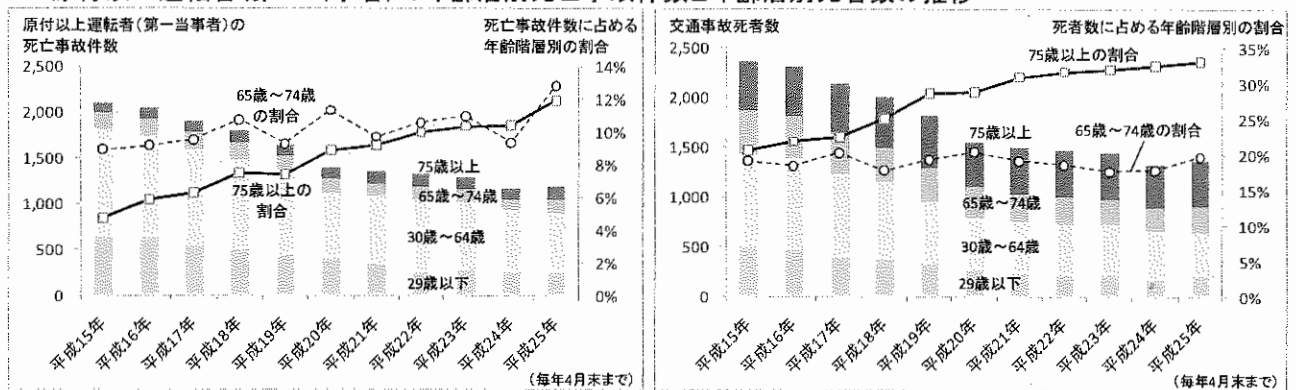 原付以上運転者(第一当事者)の
死亡事故件数
死亡事故件数に占める
年齢階層別の割合
2,500
2,000
1,500
1,000
500
0
14%
12%
10%
8%
6%
4%
2%
0%
65歳～74歳
の割合
75歳以上の
割合
75歳以上
65歳～74歳
30歳～64歳
29歳以下
平成15年
平成16年
平成17年
平成18年
平成19年
平成20年
平成21年
平成22年
平成23年
平成24年
平成25年
(毎年4月末まで)
交通事故死者数
死者数に占める年齢階層別の割合
2,500
2,000
1,500
1,000
500
0
35%
30%
25%
20%
15%
10%
5%
0%
75歳以上の割合
75歳以上
65歳～74歳の割合
65歳～74歳
30歳～64歳
29歳以下
平成15年
平成16年
平成17年
平成18年
平成19年
平成20年
平成21年
平成22年
平成23年
平成24年
平成25年
(毎年4月末まで)